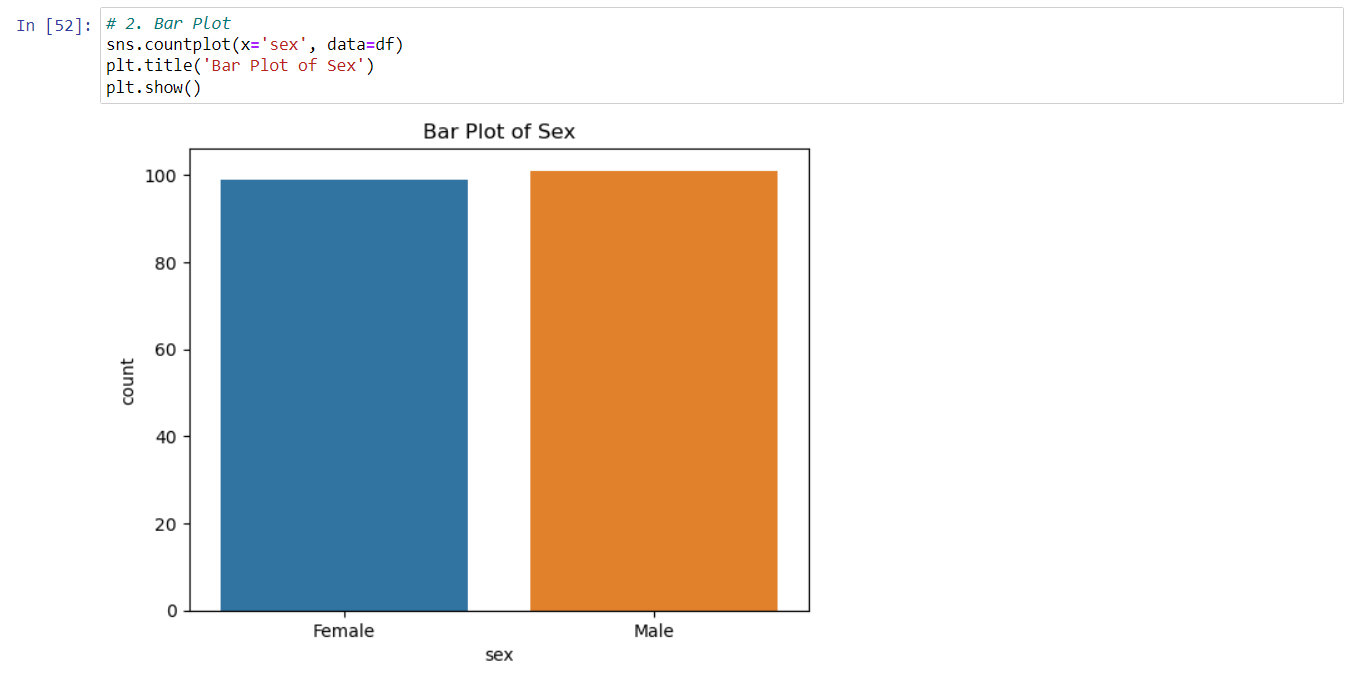 In [52]: # 2. Bar Plot
sns.countplot(x='sex', data=df)
plt.title('Bar Plot of Sex')
plt.show()
Bar Plot of Sex
100
80
60
40
20
0
count
Female Male
sex